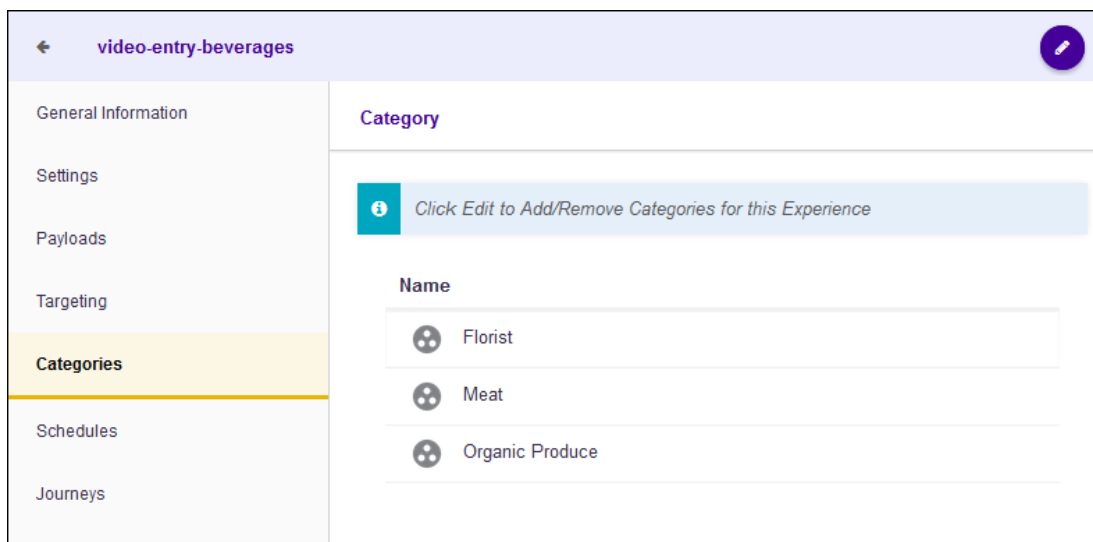 video-entry-beverages
General Information
Settings
Payloads
Targeting
Categories
Schedules
Journeys
Category
Click Edit to Add/Remove Categories for this Experience
Name
Florist
Meat
Organic Produce